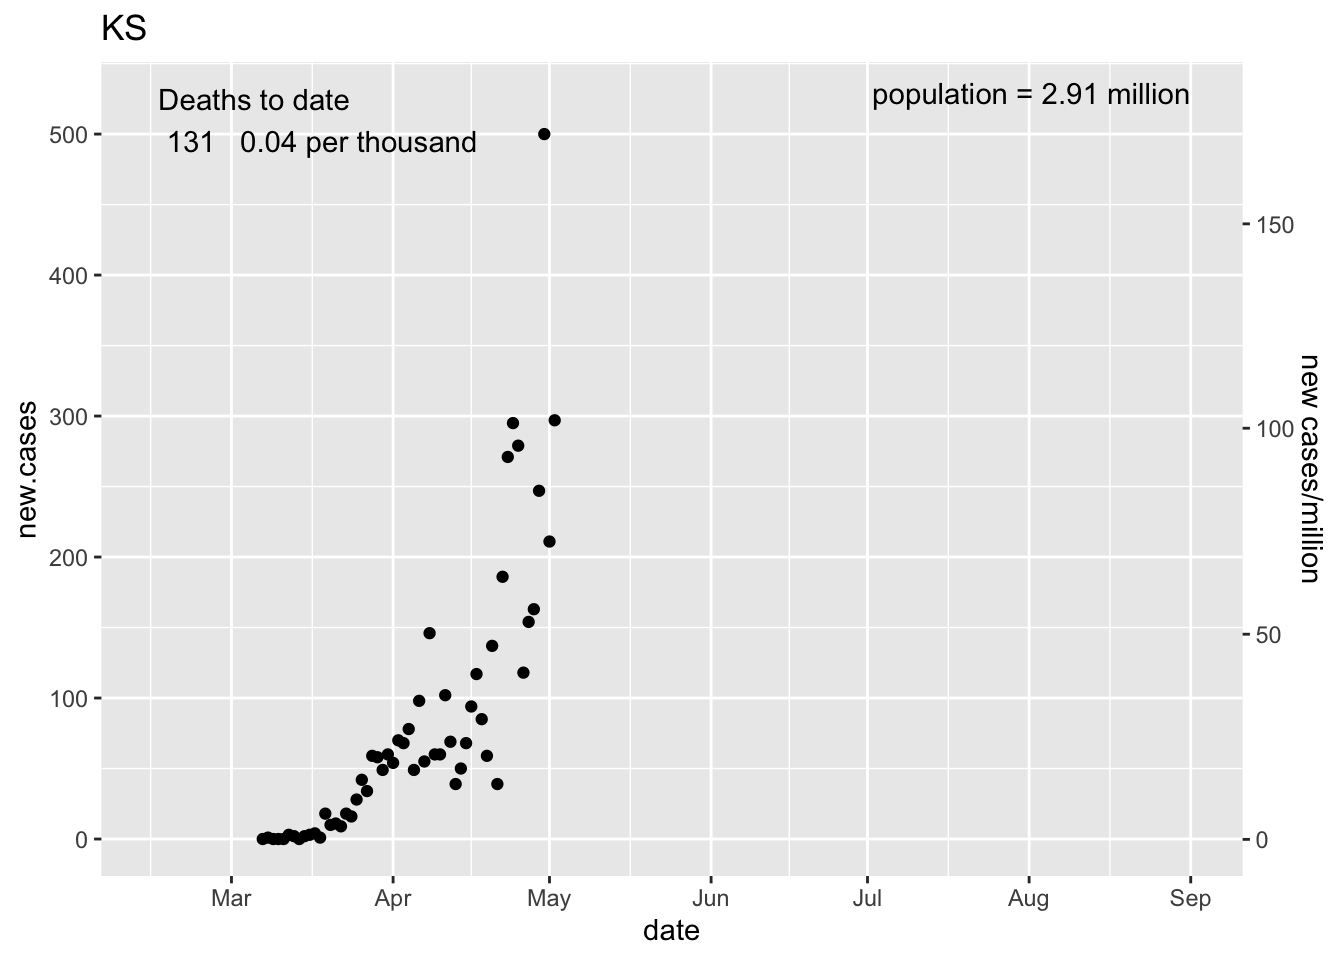 KS
Deaths to date
131 0.04 per thousand
population = 2.91 million
new.cases
500
400
300
200
100
0
150
100
50
0
new cases/million
Mar Apr May Jun Jul Aug Sep
date